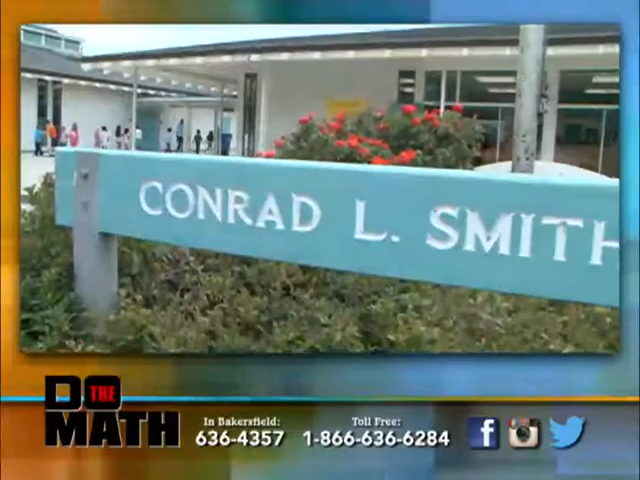 CONRAD L. SMITH
DO THE MATH
In Bakersfield: Toll Free:
636-4357 1-866-636-6284